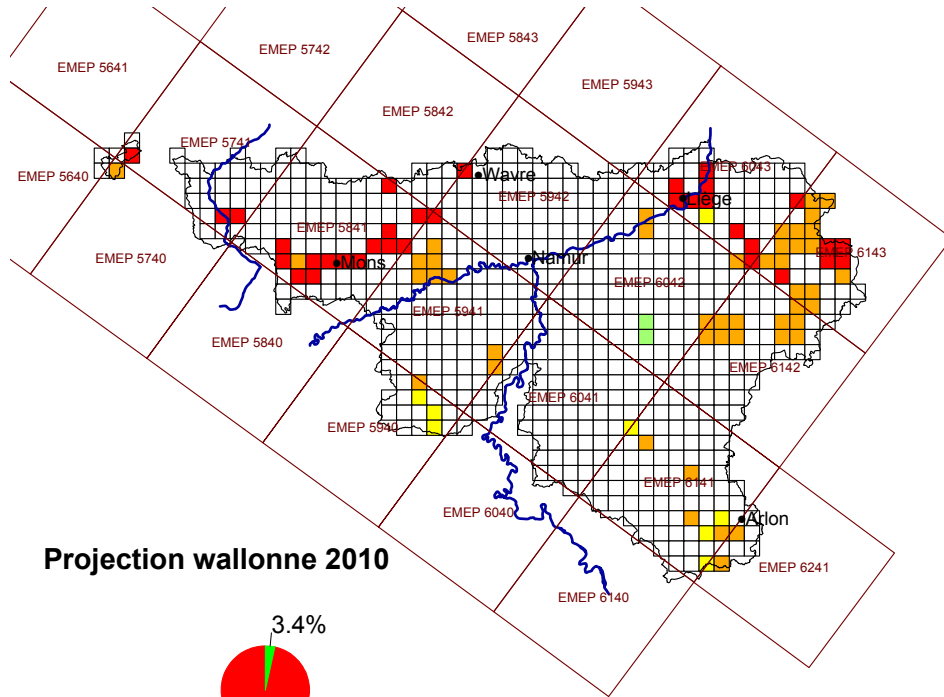 EMEP 5843
EMEP 5742
EMEP 5641
EMEP 5943
EMEP 5842
EMEP 5741
EMEP 6043
EMEP 5640
Wavre
EMEP 5942
Liège
EMEP 5841
EMEP 6143
EMEP 5740
Mons
Namur
EMEP 6042
EMEP 5941
EMEP 5840
EMEP 6142
EMEP 6041
EMEP 5940
EMEP 6141
EMEP 6040
Arlon
Projection wallonne 2010
EMEP 6241
EMEP 6140
3.4%